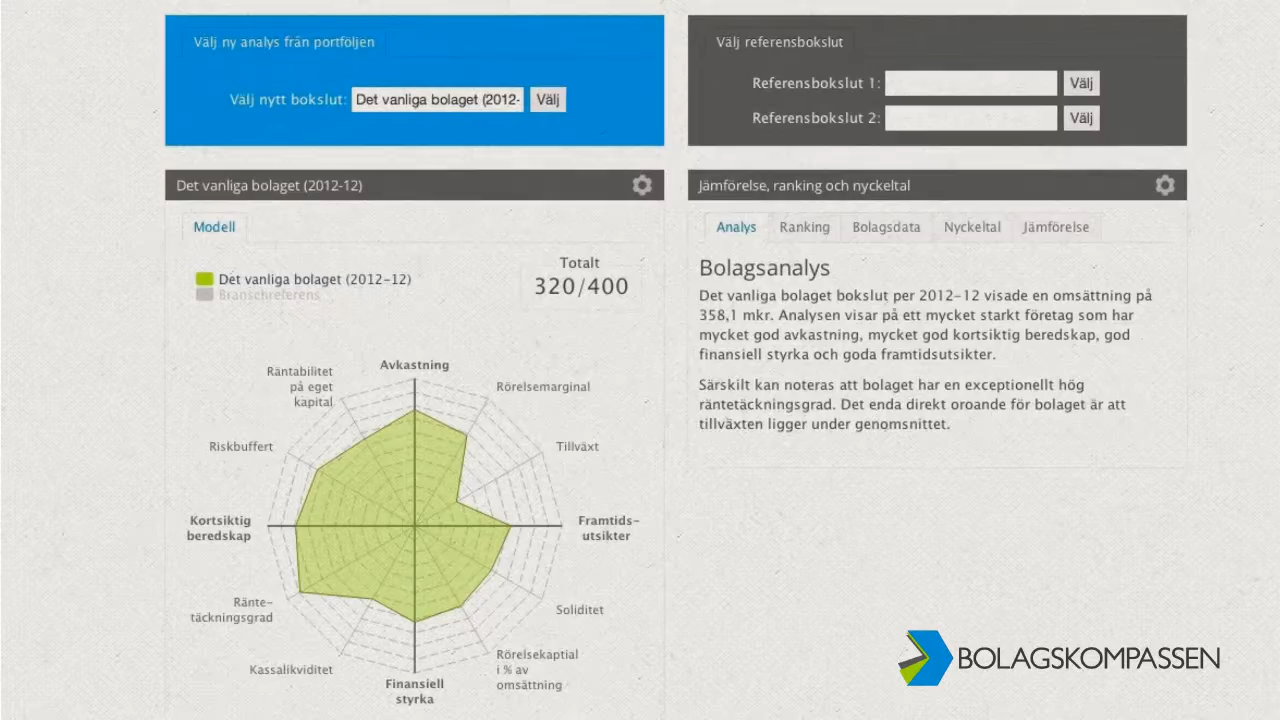 Välj ny analys från portföljen
Välj nytt bokslut: Det vanliga bolaget (2012- Välj
Välj referensbokslut
Referensbokslut 1: Välj
Referensbokslut 2: Välj
Det vanliga bolaget (2012-12)
Modell
Det vanliga bolaget (2012-12)
Branschreferens
Totalt
320/400
Avkastning
Rörelsemarginal
Tillväxt
Framtids-
utsikter
Soliditet
Rörelsekaptial
i % av
omsättning
Finansiell
styrka
Kassalikviditet
Ränte-
täckningsgrad
Kortsiktig
beredskap
Riskbuffert
Räntabilitet
på eget
kapital
Jämförelse, ranking och nyckeltal
Analys Ranking Bolagsdata Nyckeltal Jämförelse
Bolagsanalys
Det vanliga bolaget bokslut per 2012-12 visade en omsättning på
358,1 mkr. Analysen visar på ett mycket starkt företag som har
mycket god avkastning, mycket god kortsiktig beredskap, god
finansiell styrka och goda framtidsutsikter.
Särskilt kan noteras att bolaget har en exceptionellt hög
räntetäckningsgrad. Det enda direkt oroande för bolaget är att
tillväxten ligger under genomsnittet.
BOLAGSKOMPASSEN